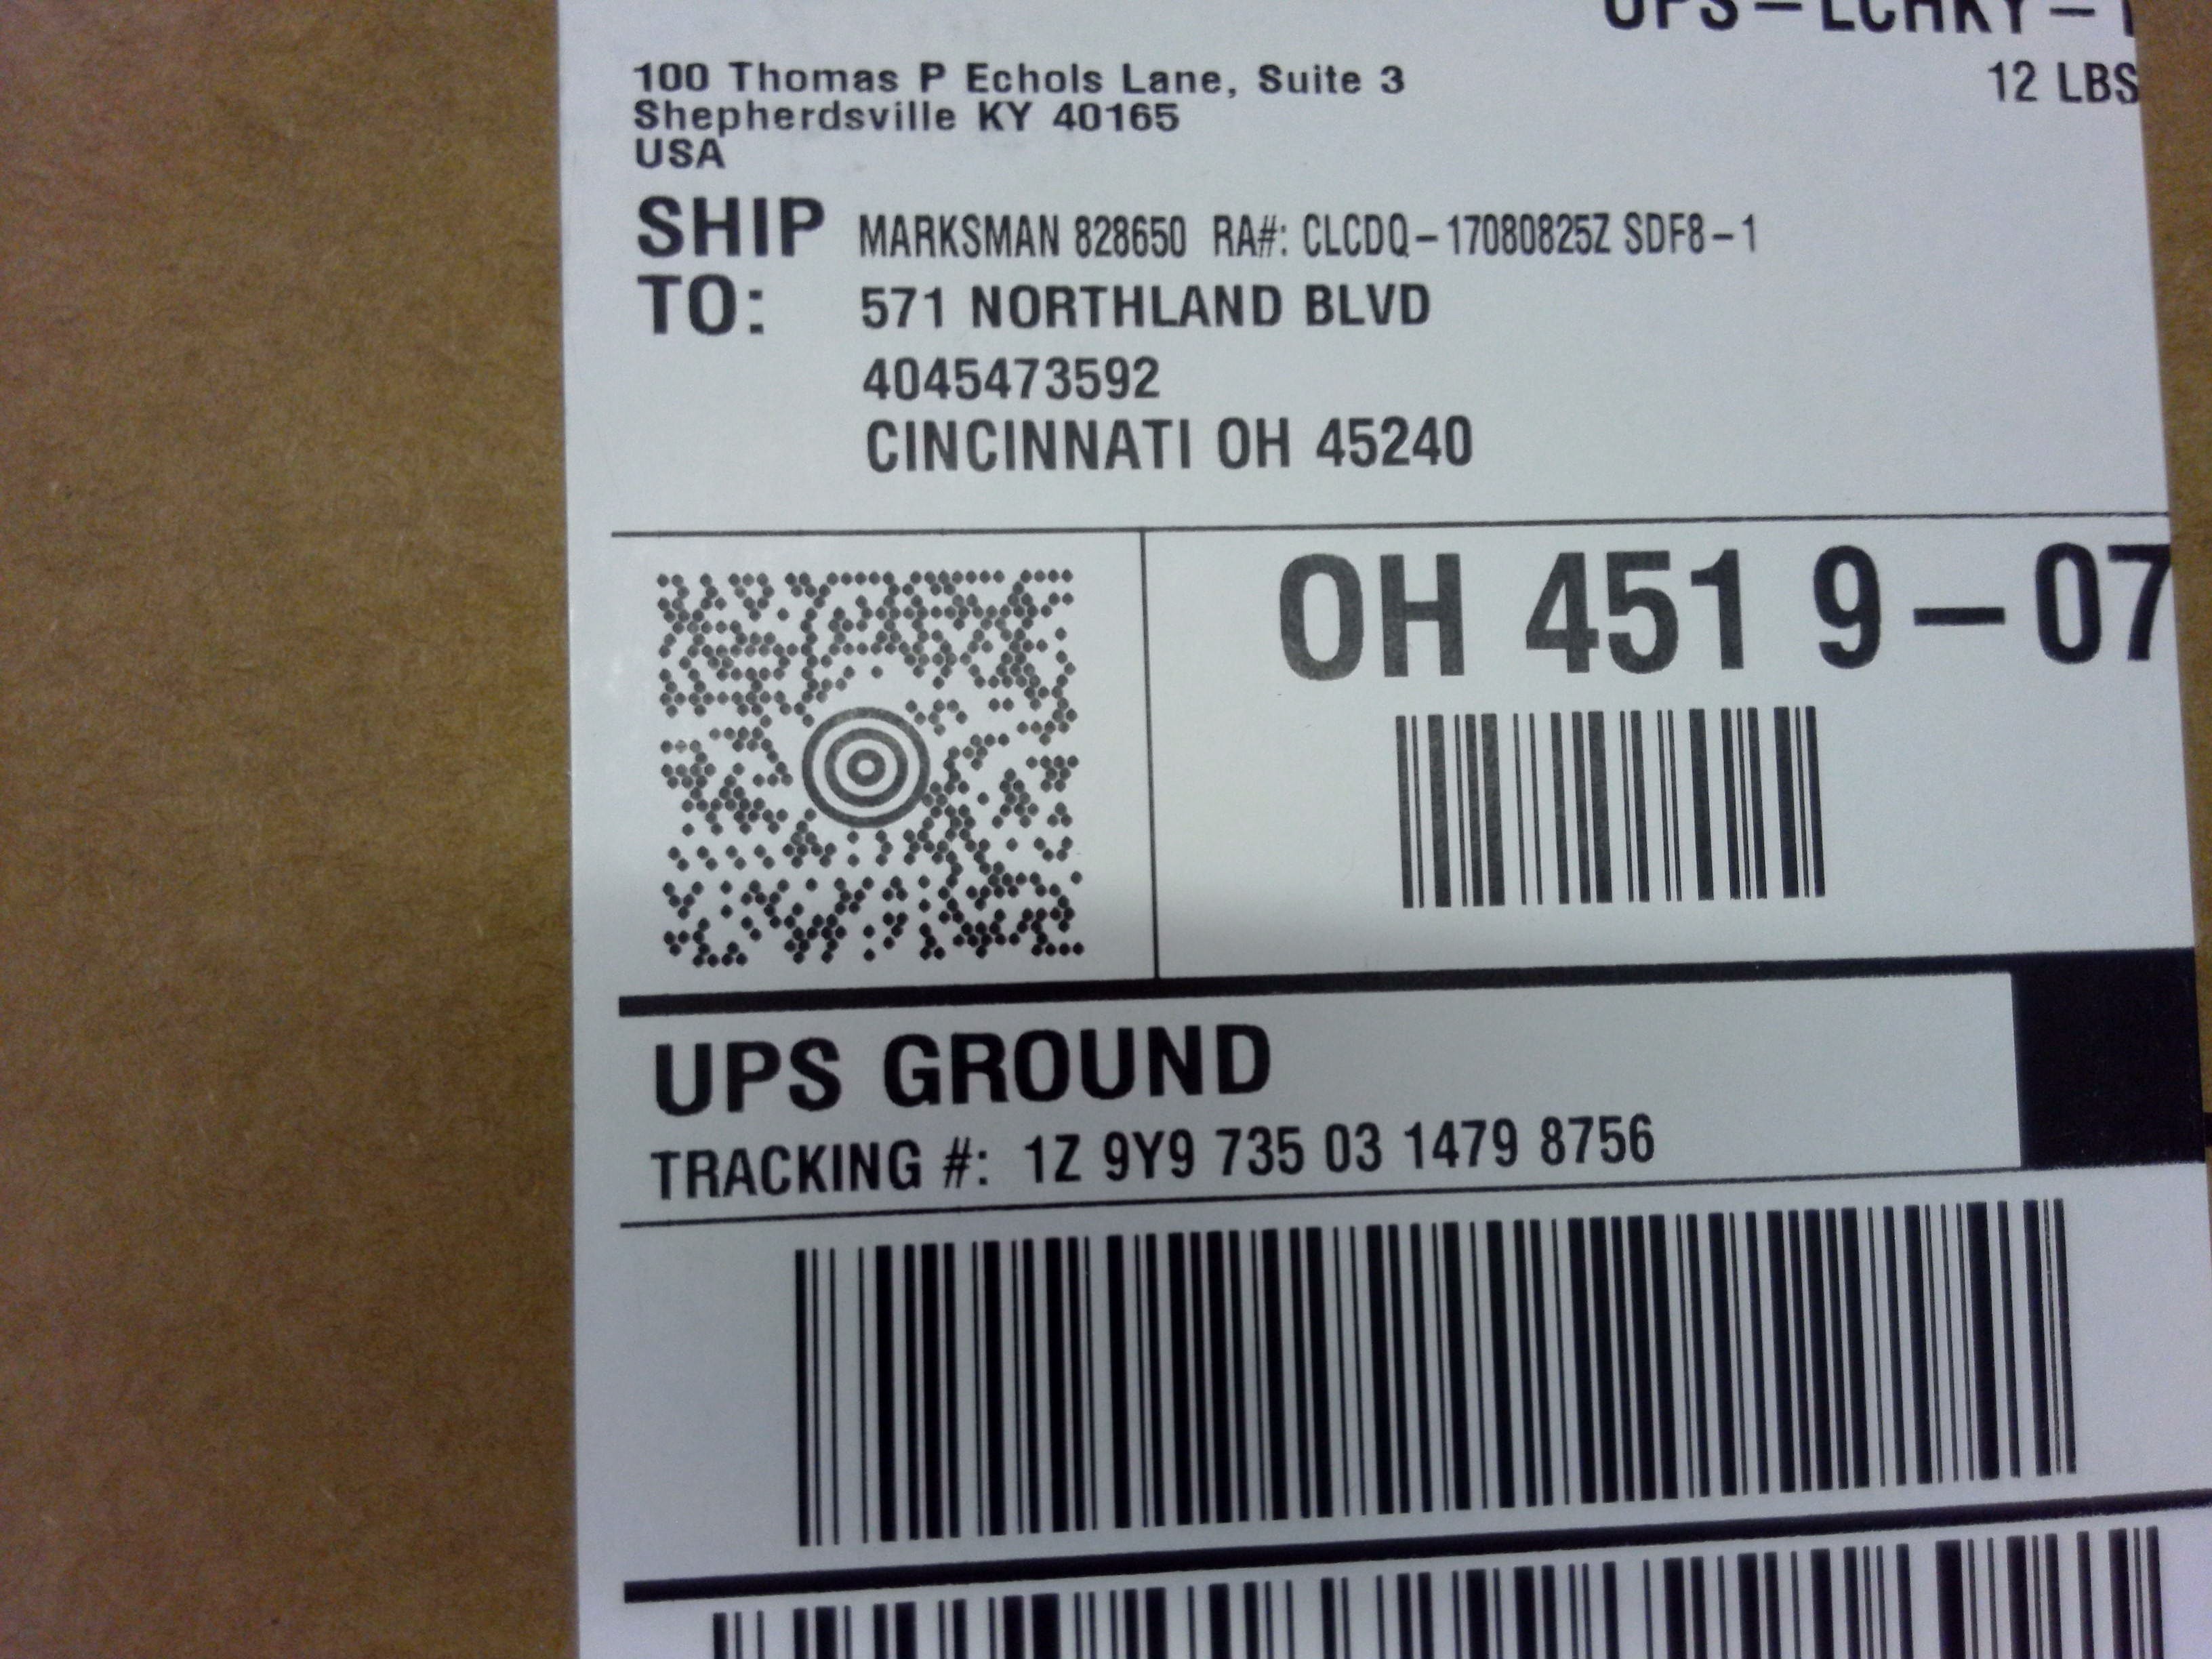 UPS-LCHKY-
12 LBS
100 Thomas P Echols Lane, Suite 3
Shepherdsville KY 40165
USA
SHIP TO:
MARKSMAN 828650 RA#: CLCDQ-17080825Z SDF8-1
571 NORTHLAND BLVD
4045473592
CINCINNATI OH 45240
OH 451 9-07
UPS GROUND
TRACKING #: 1Z 9Y9 735 03 1479 8756